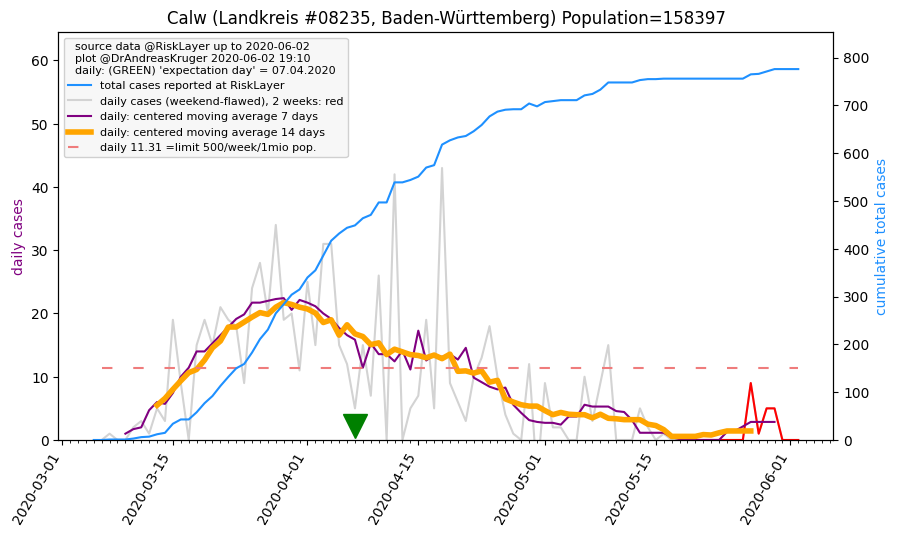 Calw (Landkreis #08235, Baden-Württemberg) Population=158397
source data @RiskLayer up to 2020-06-02
plot @DrAndreasKruger 2020-06-02 19:10
daily: (GREEN) 'expectation day' = 07.04.2020
total cases reported at RiskLayer
daily cases (weekend-flawed), 2 weeks: red
daily: centered moving average 7 days
daily: centered moving average 14 days
daily 11.31 =limit 500/week/1mio pop.
daily cases
60
50
40
30
20
10
0
cumulative total cases
800
700
600
500
400
300
200
100
0
2020-03-01
2020-03-15
2020-04-01
2020-04-15
2020-05-01
2020-05-15
2020-06-01